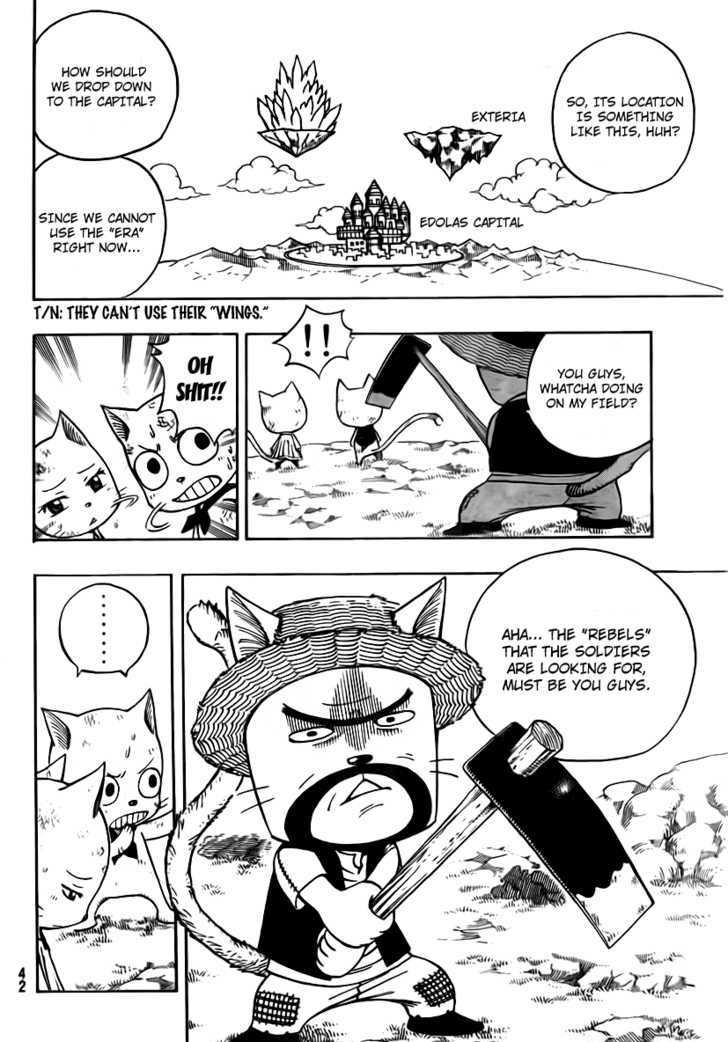 SO, ITS LOCATION
IS SOMETHING
LIKE THIS, HUH?
EXTERIA
EDOLAS CAPITAL
HOW SHOULD
WE DROP DOWN
TO THE CAPITAL?
SINCE WE CANNOT
USE THE "ERA"
RIGHT NOW...
T/N: THEY CAN'T USE THEIR "WINGS."
YOU GUYS,
WHATCHA DOING
ON MY FIELD?
!!
OH
SHIT!!
AHA... THE "REBELS"
THAT THE SOLDIERS
ARE LOOKING FOR,
MUST BE YOU GUYS.
......
42